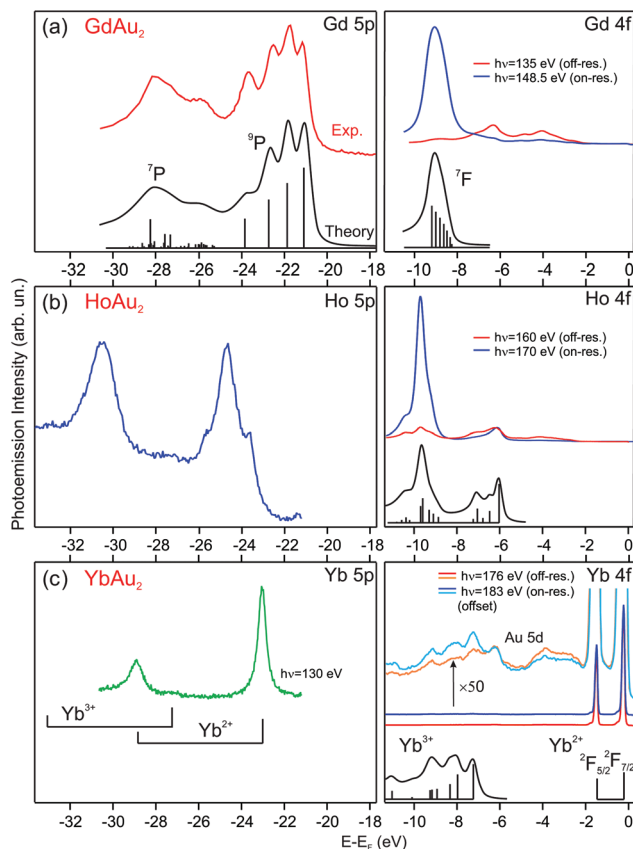 (a) GdAu₂ Gd 5p
⁷P
⁹P
Exp.
Theory
-32 -30 -28 -26 -24 -22 -20 -18
Gd 4f
hν=135 eV (off-res.)
hν=148.5 eV (on-res.)
⁷F
-10 -8 -6 -4 -2 0
(b) HoAu₂ Ho 5p
-32 -30 -28 -26 -24 -22
Ho 4f
hν=160 eV (off-res.)
hν=170 eV (on-res.)
-10 -8 -6 -4 -2 0
(c) YbAu₂ Yb 5p
hν=130 eV
Yb³⁺
Yb²⁺
-32 -30 -28 -26 -24 -22 -20 -18
Yb 4f
hν=176 eV (off-res.)
hν=183 eV (on-res.)
(offset)
Au 5d
×50
Yb³⁺
Yb²⁺
²F₅/₂ ²F₇/₂
-10 -8 -6 -4 -2 0
Photoemission Intensity (arb. un.)
E-E_F (eV)